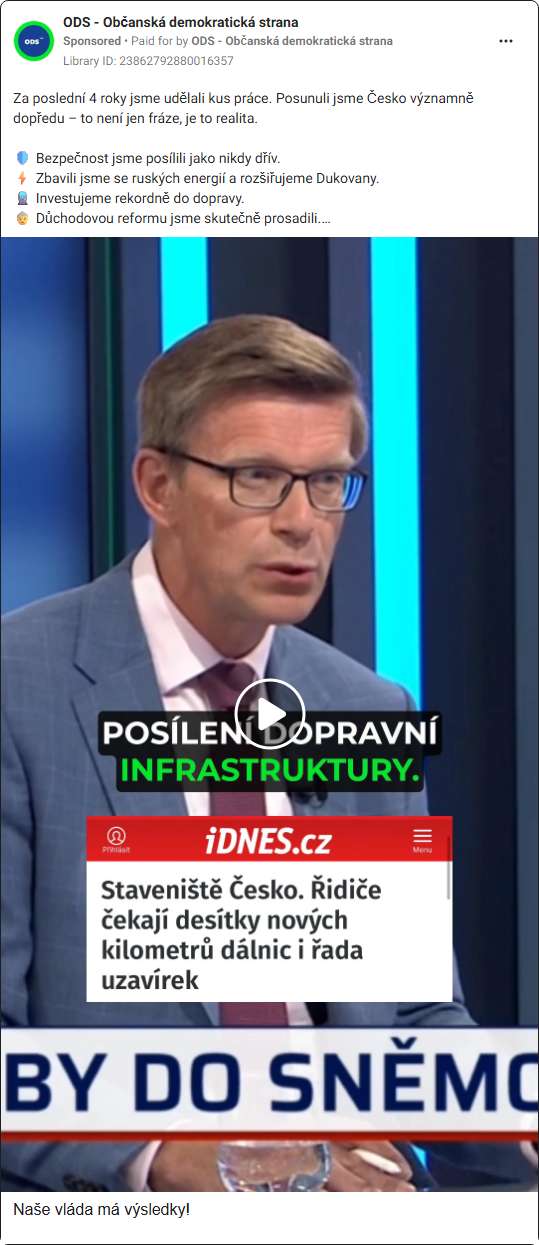 ODS - Občanská demokratická strana
Sponsored • Paid for by ODS - Občanská demokratická strana
Library ID: 23862792880016357
Za poslední 4 roky jsme udělali kus práce. Posunuli jsme Česko významně
dopředu – to není jen fráze, je to realita.
🛡️ Bezpečnost jsme posílili jako nikdy dřív.
⚡ Zbavili jsme se ruských energií a rozšiřujeme Dukovany.
🚆 Investujeme rekordně do dopravy.
👵 Důchodovou reformu jsme skutečně prosadili....
POSÍLENÍ DOPRAVNÍ
INFRASTRUKTURY.
Přihlásit
iDNES.cz
Menu
Staveniště Česko. Řidiče
čekají desítky nových
kilometrů dálnic i řada
uzavírek
BY DO SNĚMO
Naše vláda má výsledky!